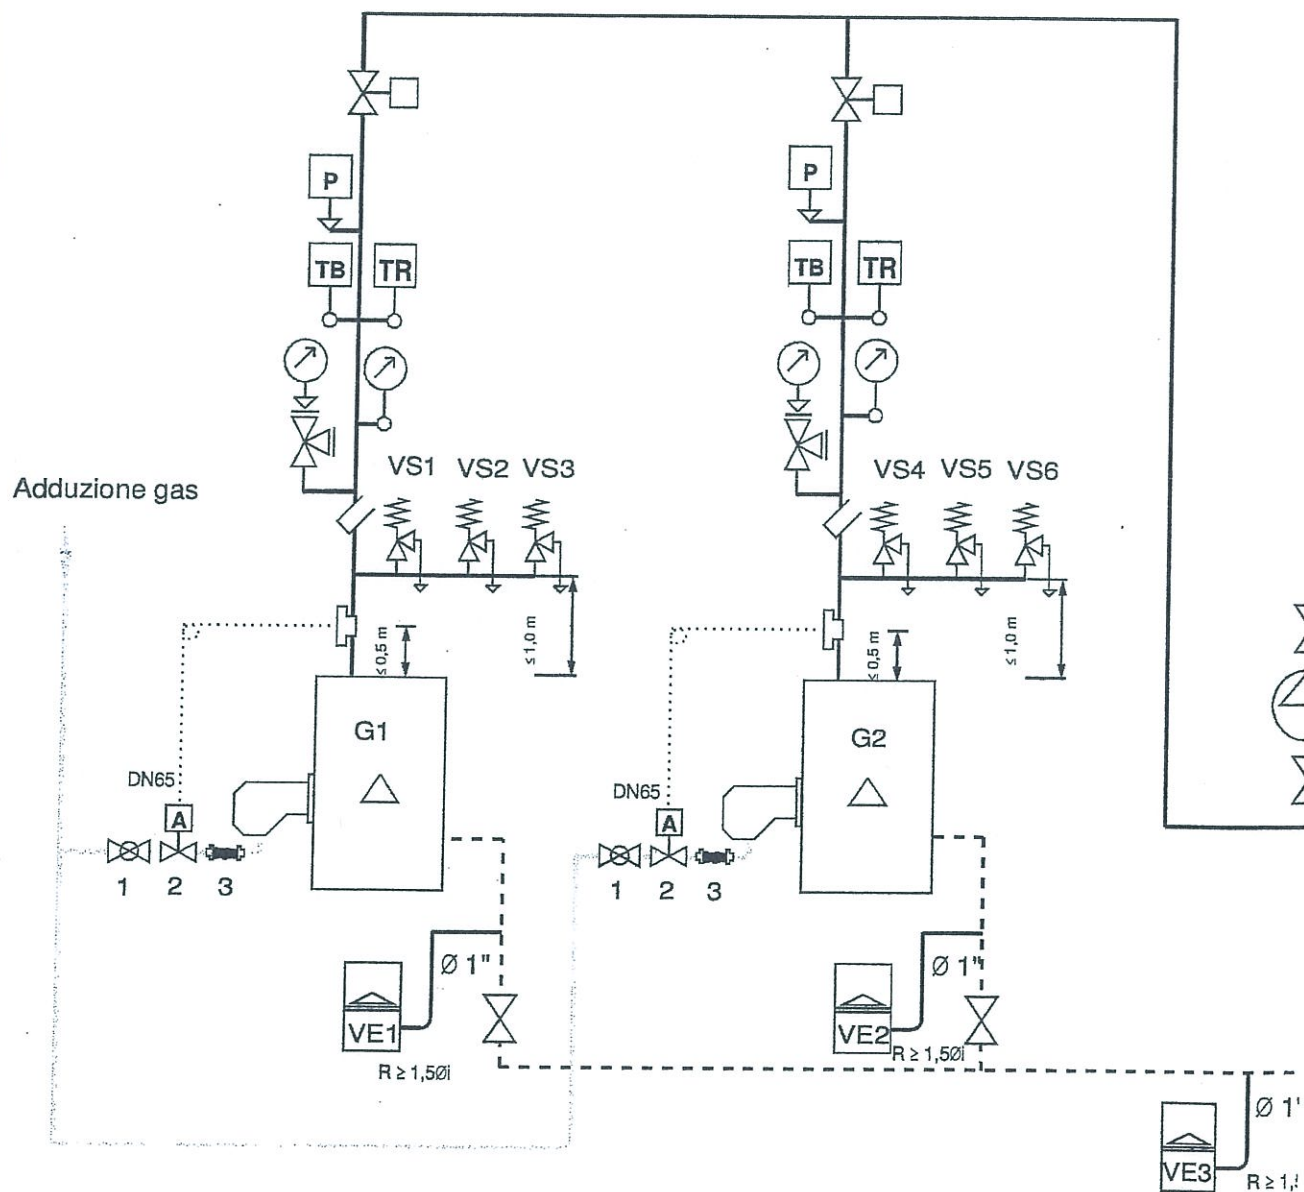 P
P
TB TR
TB TR
VS1 VS2 VS3
VS4 VS5 VS6
Adduzione gas
≤ 0,5 m
≤ 1,0 m
≤ 0,5 m
≤ 1,0 m
G1
G2
DN65
DN65
A
A
1 2 3
1 2 3
Ø 1"
Ø 1"
VE1
VE2
R ≥ 1,5Øi
R ≥ 1,5Øi
Ø 1'
VE3
R ≥ 1,